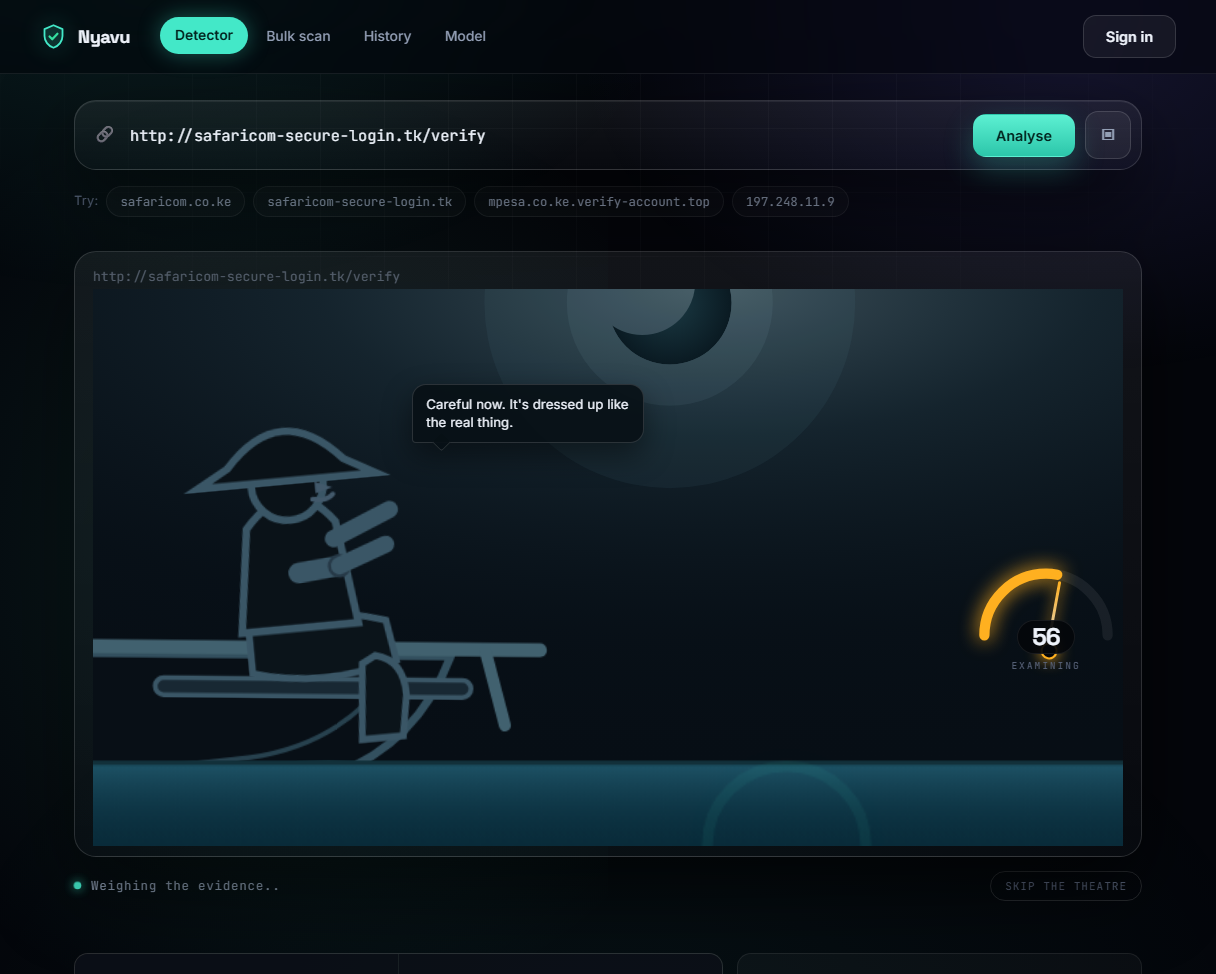 Nyavu
Detector
Bulk scan
History
Model
Sign in
http://safaricom-secure-login.tk/verify
Analyse
Try:
safaricom.co.ke
safaricom-secure-login.tk
mpesa.co.ke.verify-account.top
197.248.11.9
http://safaricom-secure-login.tk/verify
Careful now. It's dressed up like
the real thing.
56
EXAMINING
Weighing the evidence..
SKIP THE THEATRE